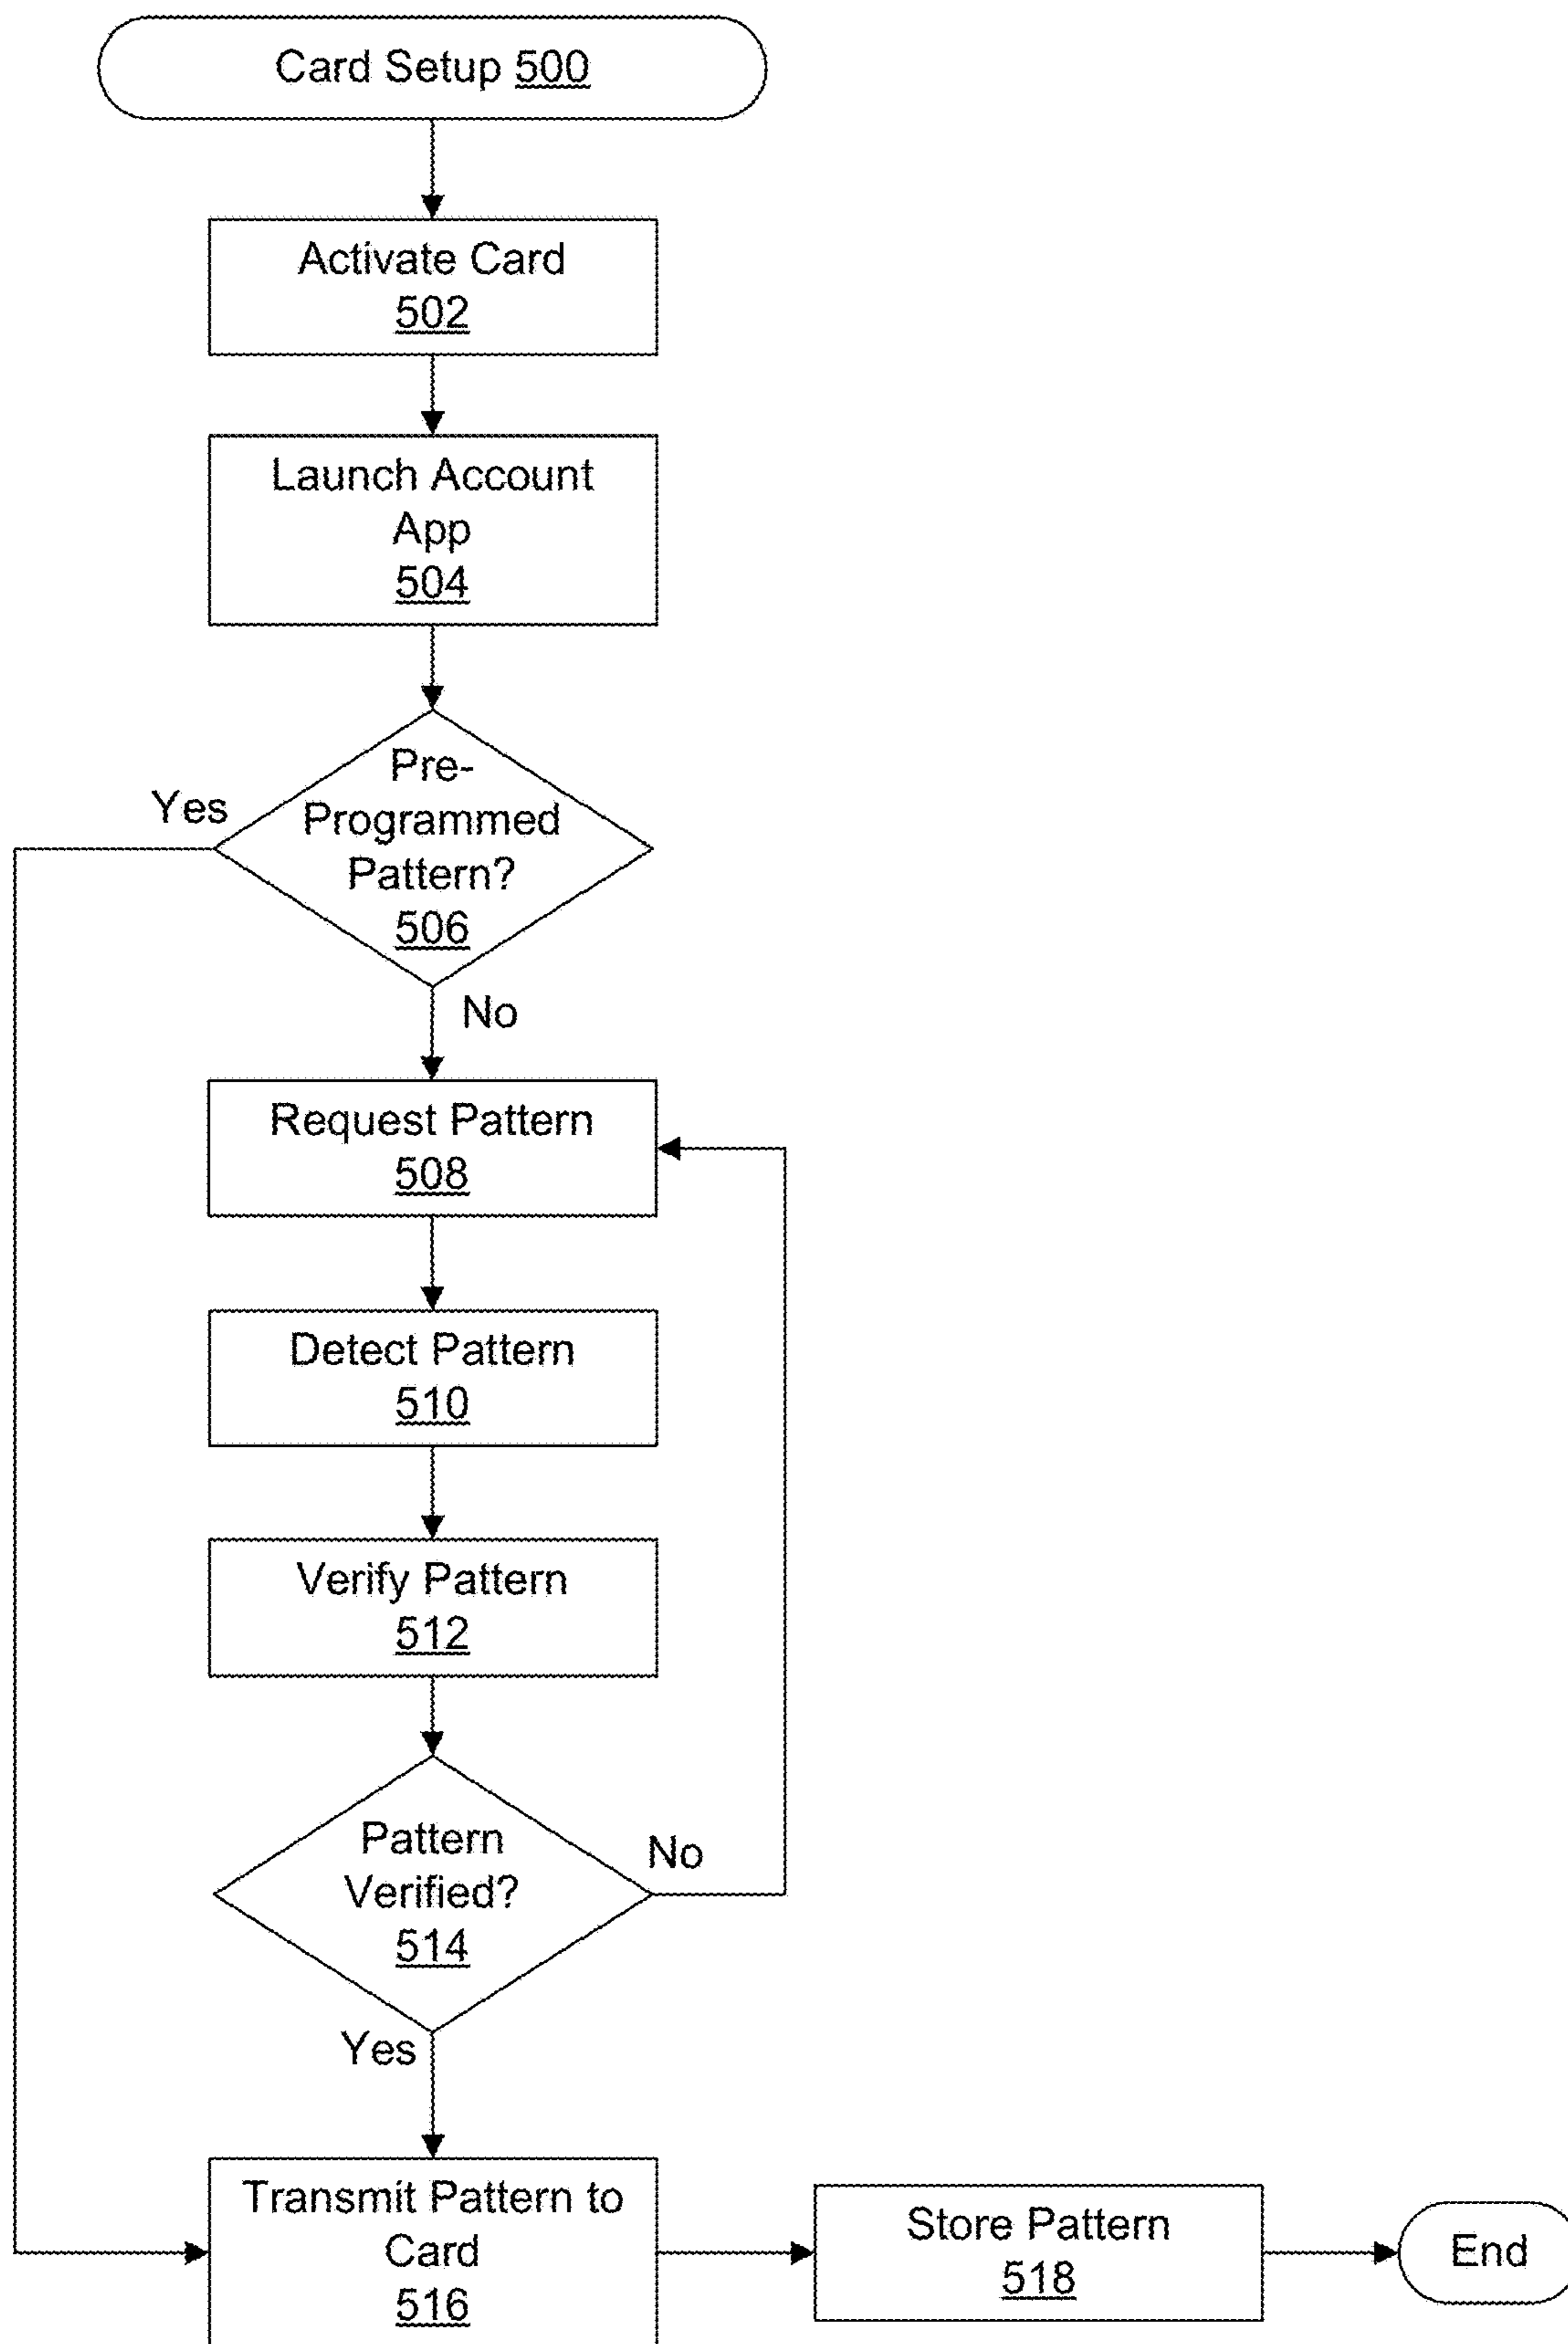 Card Setup 500
Activate Card
502
Launch Account
App
504
Pre-
Programmed
Pattern?
506
Yes
No
Request Pattern
508
Detect Pattern
510
Verify Pattern
512
Pattern
Verified?
514
No
Yes
Transmit Pattern to
Card
516
Store Pattern
518
End